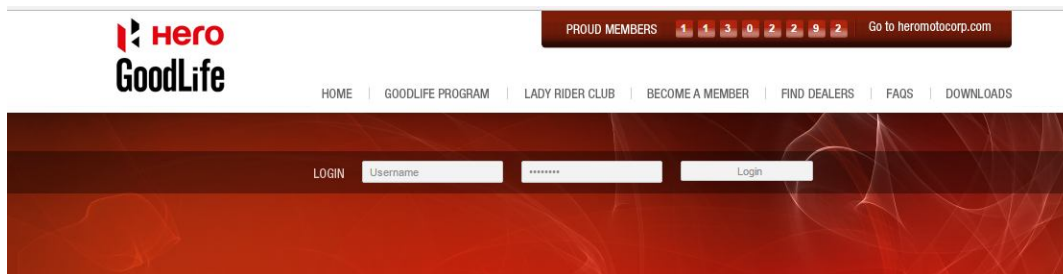 Hero
GoodLife
PROUD MEMBERS 1 1 3 0 2 2 9 2 Go to heromotocorp.com
HOME GOODLIFE PROGRAM LADY RIDER CLUB BECOME A MEMBER FIND DEALERS FAQS DOWNLOADS
LOGIN Username •••••••• Login